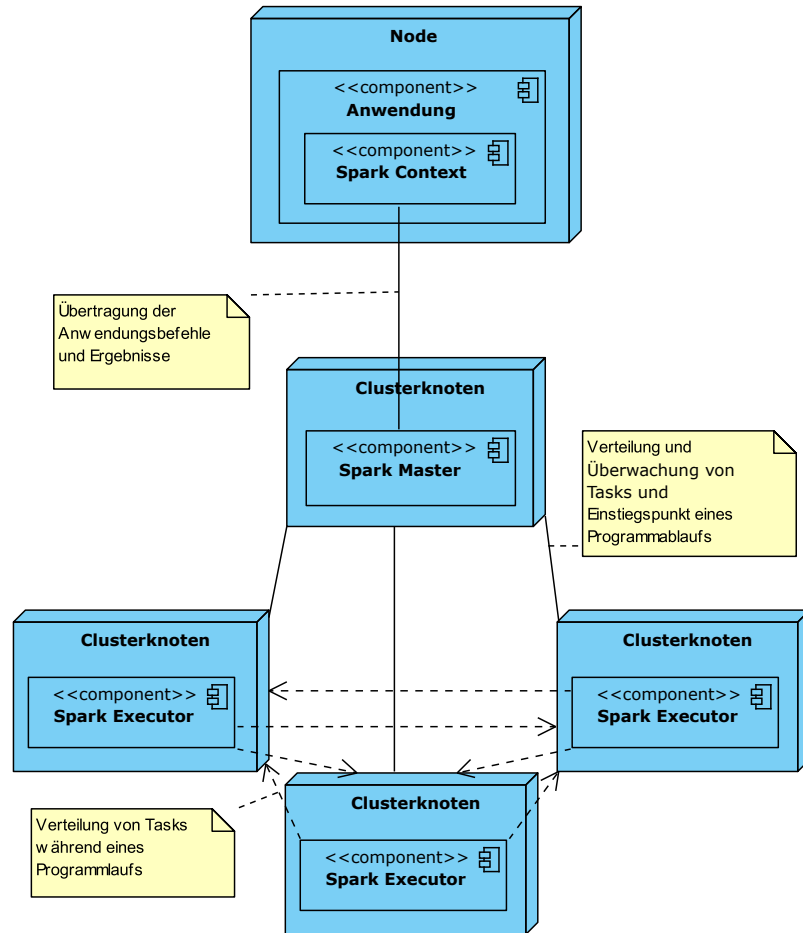 Node
<<component>>
Anwendung
<<component>>
Spark Context
Übertragung der
Anwendungsbefehle
und Ergebnisse
Clusterknoten
<<component>>
Spark Master
Verteilung und
Überwachung von
Tasks und
Einstiegspunkt eines
Programmablaufs
Clusterknoten
<<component>>
Spark Executor
Clusterknoten
<<component>>
Spark Executor
Verteilung von Tasks
während eines
Programmlaufs
Clusterknoten
<<component>>
Spark Executor